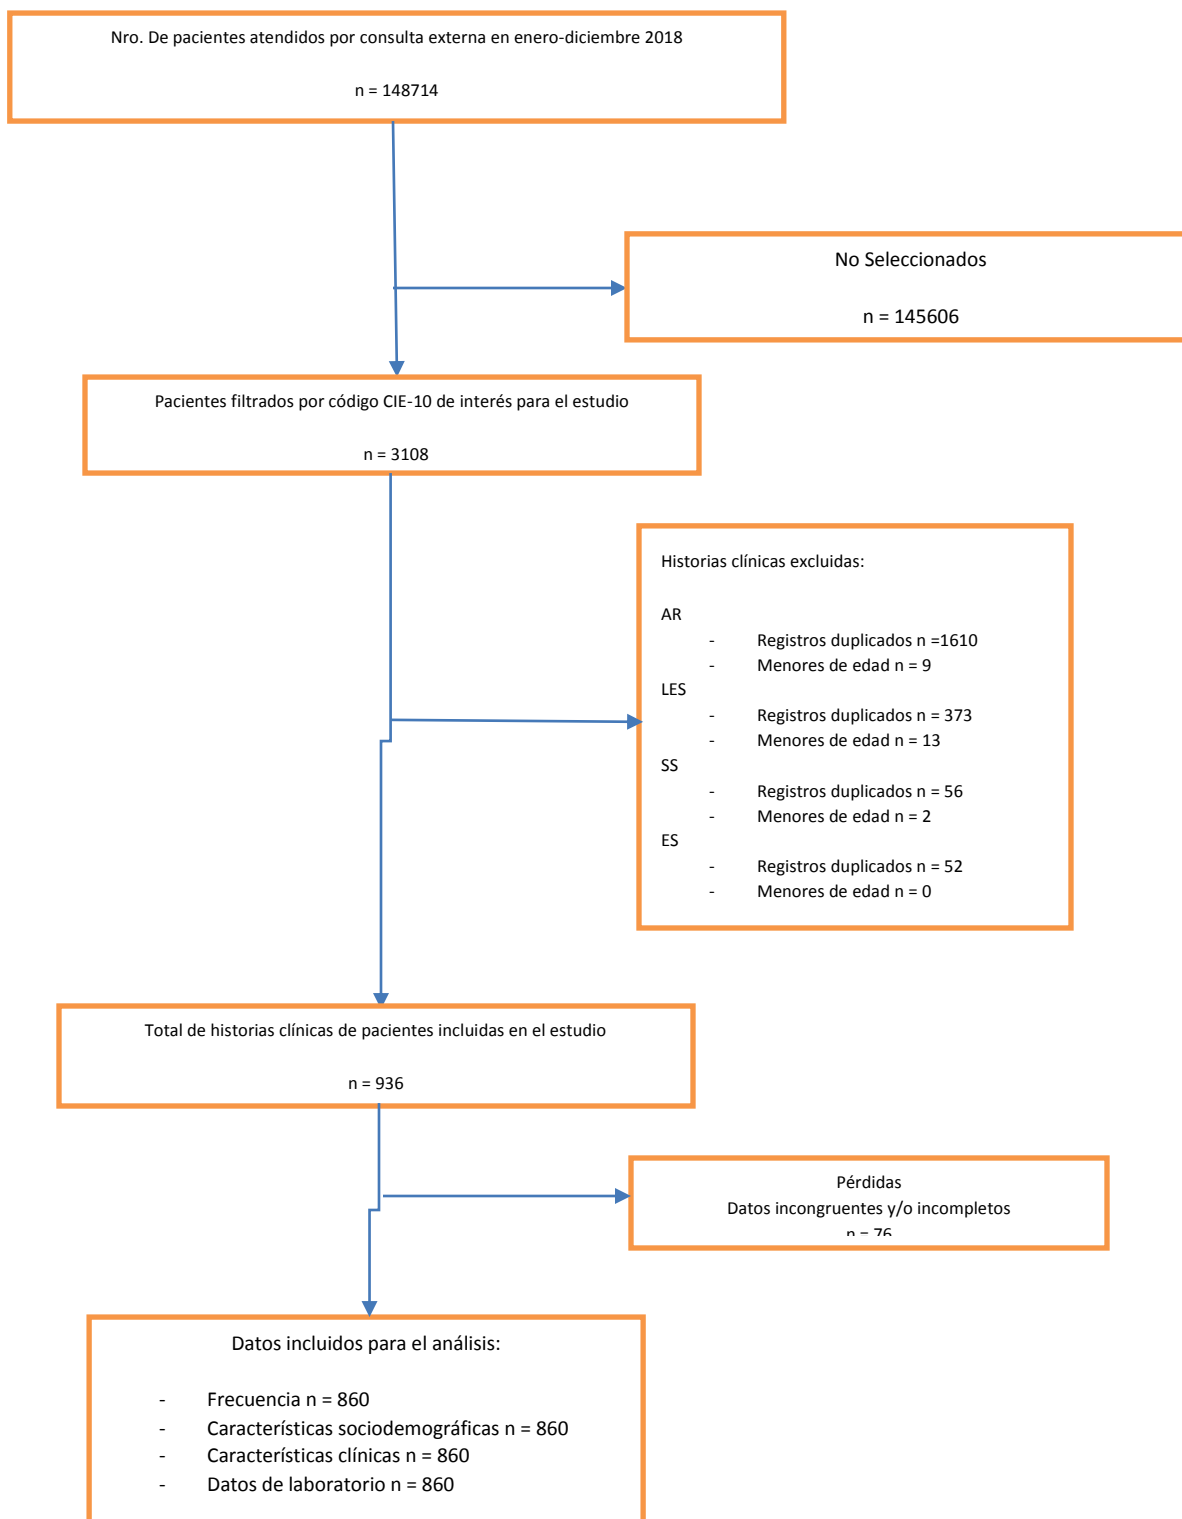 Nro. De pacientes atendidos por consulta externa en enero-diciembre 2018
n = 148714
No Seleccionados
n = 145606
Pacientes filtrados por código CIE-10 de interés para el estudio
n = 3108
Historias clínicas excluidas:
AR
- Registros duplicados n =1610
- Menores de edad n = 9
LES
- Registros duplicados n = 373
- Menores de edad n = 13
SS
- Registros duplicados n = 56
- Menores de edad n = 2
ES
- Registros duplicados n = 52
- Menores de edad n = 0
Total de historias clínicas de pacientes incluidas en el estudio
n = 936
Pérdidas
Datos incongruentes y/o incompletos
n = 76
Datos incluidos para el análisis:
- Frecuencia n = 860
- Característícas sociodemográficas n = 860
- Características clínicas n = 860
- Datos de laboratorio n = 860